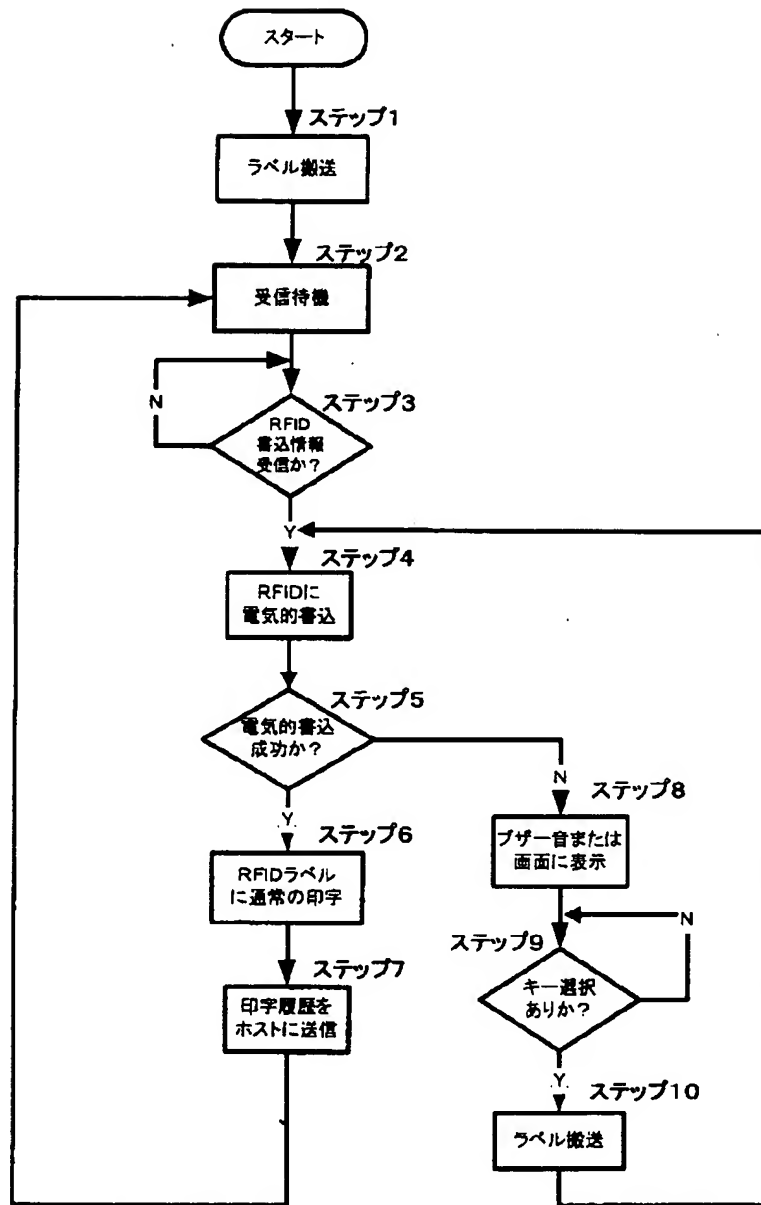 スタート
ステップ1
ラベル搬送
ステップ2
受信待機
N
ステップ3
RFID
書込情報
受信か？
Y
ステップ4
RFIDに
電気的書込
ステップ5
電気的書込
成功か？
N
Y
ステップ8
ステップ6
ブザー音または
画面に表示
RFIDラベル
に通常の印字
N
ステップ9
ステップ7
キー選択
ありか？
印字履歴を
ホストに送信
Y
ステップ10
ラベル搬送